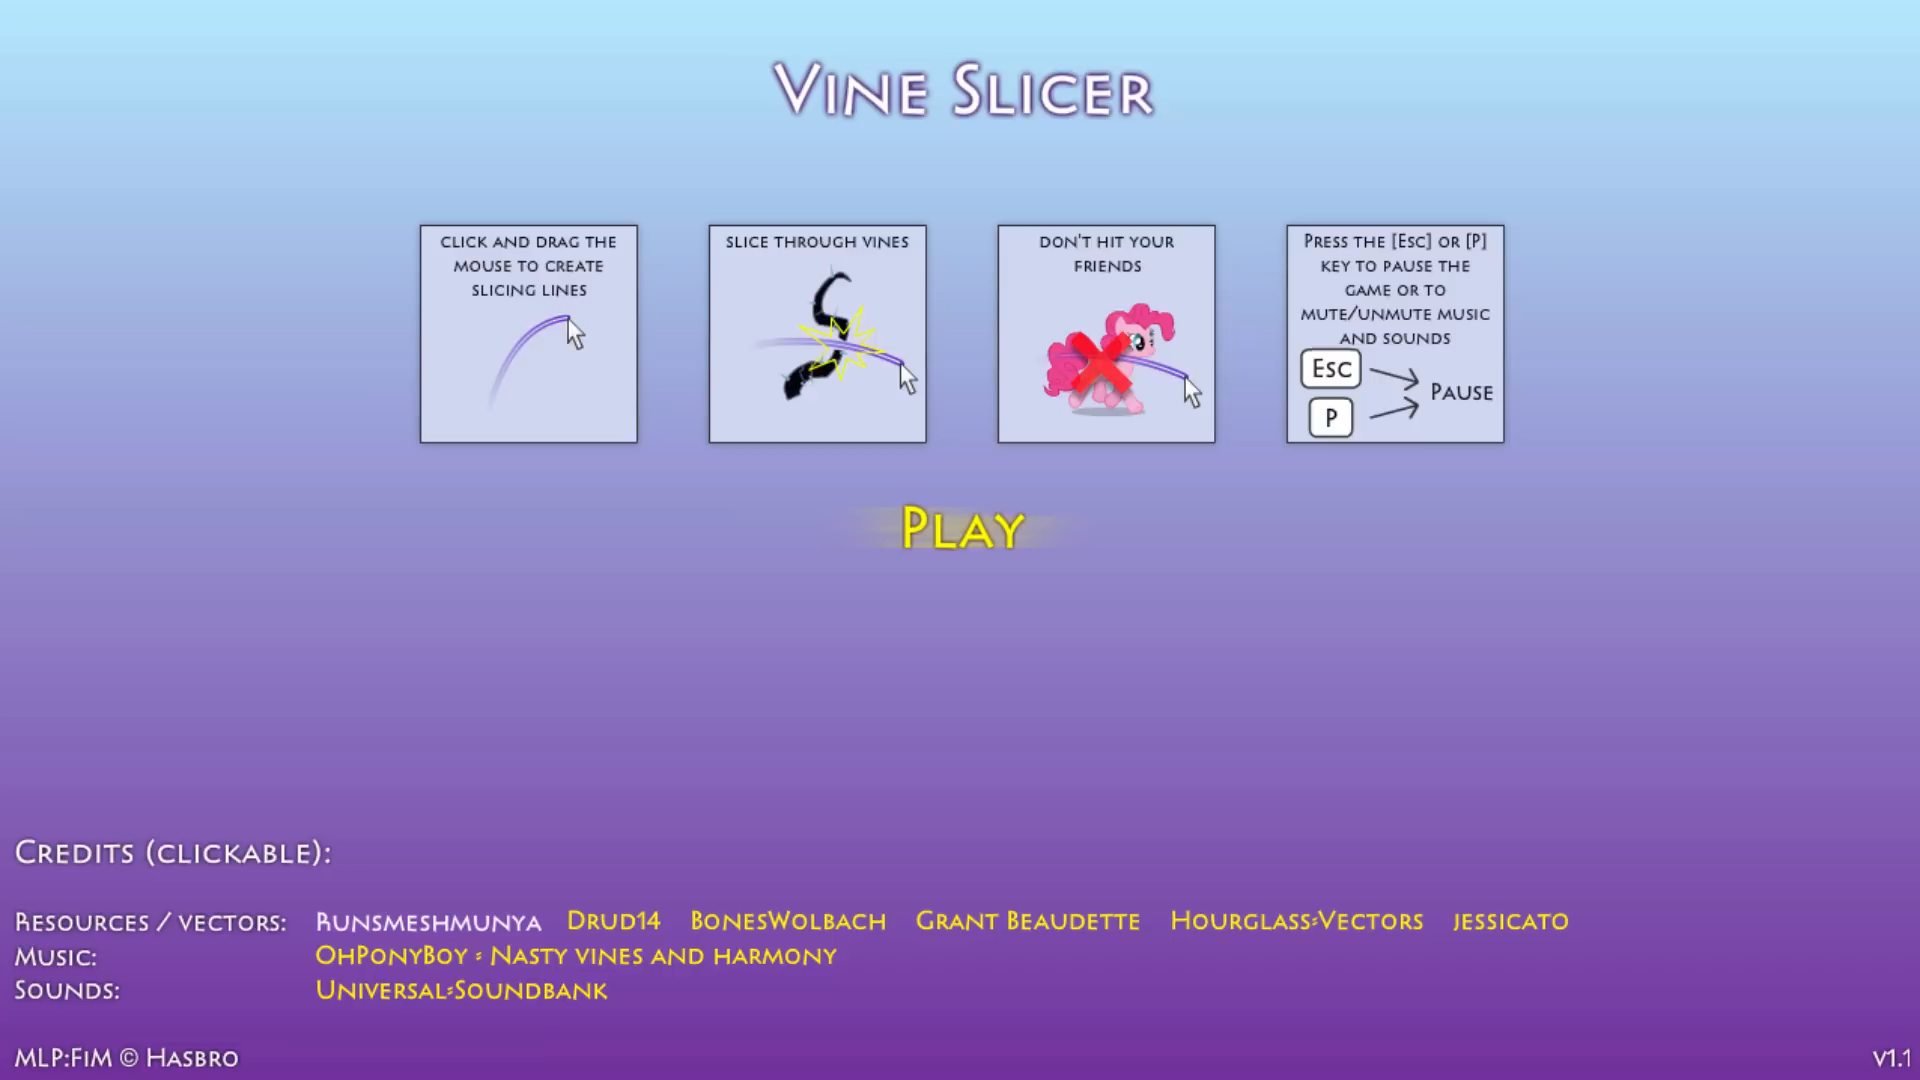 Vine Slicer
click and drag the
mouse to create
slicing lines
slice through vines
don't hit your
friends
Press the [Esc] or [P]
key to pause the
game or to
mute/unmute music
and sounds
Esc
P
Pause
Play
Credits (clickable):
Resources / vectors: Runsmeshmunya Drud14 BonesWolbach Grant Beaudette Hourglass-Vectors jessicato
Music: OhPonyBoy - Nasty vines and harmony
Sounds: Universal-Soundbank
MLP:FiM © Hasbro
v1.1